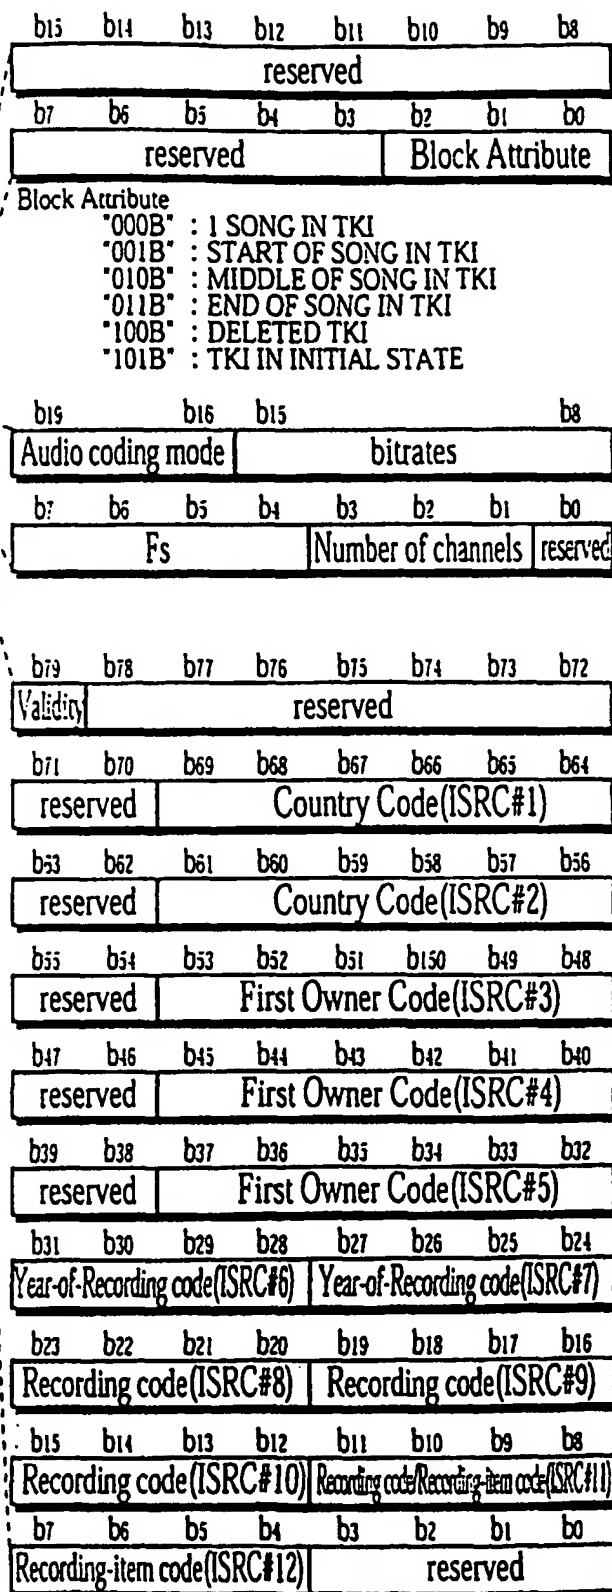 b15 b14 b13 b12 b11 b10 b9 b8
reserved
b7 b6 b5 b4 b3 b2 b1 b0
reserved Block Attribute
Block Attribute
"000B" : 1 SONG IN TKI
"001B" : START OF SONG IN TKI
"010B" : MIDDLE OF SONG IN TKI
"011B" : END OF SONG IN TKI
"100B" : DELETED TKI
"101B" : TKI IN INITIAL STATE
b19 b16 b15 b8
Audio coding mode bitrates
b7 b6 b5 b4 b3 b2 b1 b0
Fs Number of channels reserved
b79 b78 b77 b76 b75 b74 b73 b72
Validity reserved
b71 b70 b69 b68 b67 b66 b65 b64
reserved Country Code(ISRC#1)
b53 b62 b61 b60 b59 b58 b57 b56
reserved Country Code(ISRC#2)
b55 b54 b53 b52 b51 b150 b49 b48
reserved First Owner Code(ISRC#3)
b47 b46 b45 b44 b43 b42 b41 b40
reserved First Owner Code(ISRC#4)
b39 b38 b37 b36 b35 b34 b33 b32
reserved First Owner Code(ISRC#5)
b31 b30 b29 b28 b27 b26 b25 b24
Year-of-Recording code(ISRC#6) Year-of-Recording code(ISRC#7)
b23 b22 b21 b20 b19 b18 b17 b16
Recording code(ISRC#8) Recording code(ISRC#9)
b15 b14 b13 b12 b11 b10 b9 b8
Recording code(ISRC#10) Recording code/Recording-item code(ISRC#11)
b7 b6 b5 b4 b3 b2 b1 b0
Recording-item code(ISRC#12) reserved